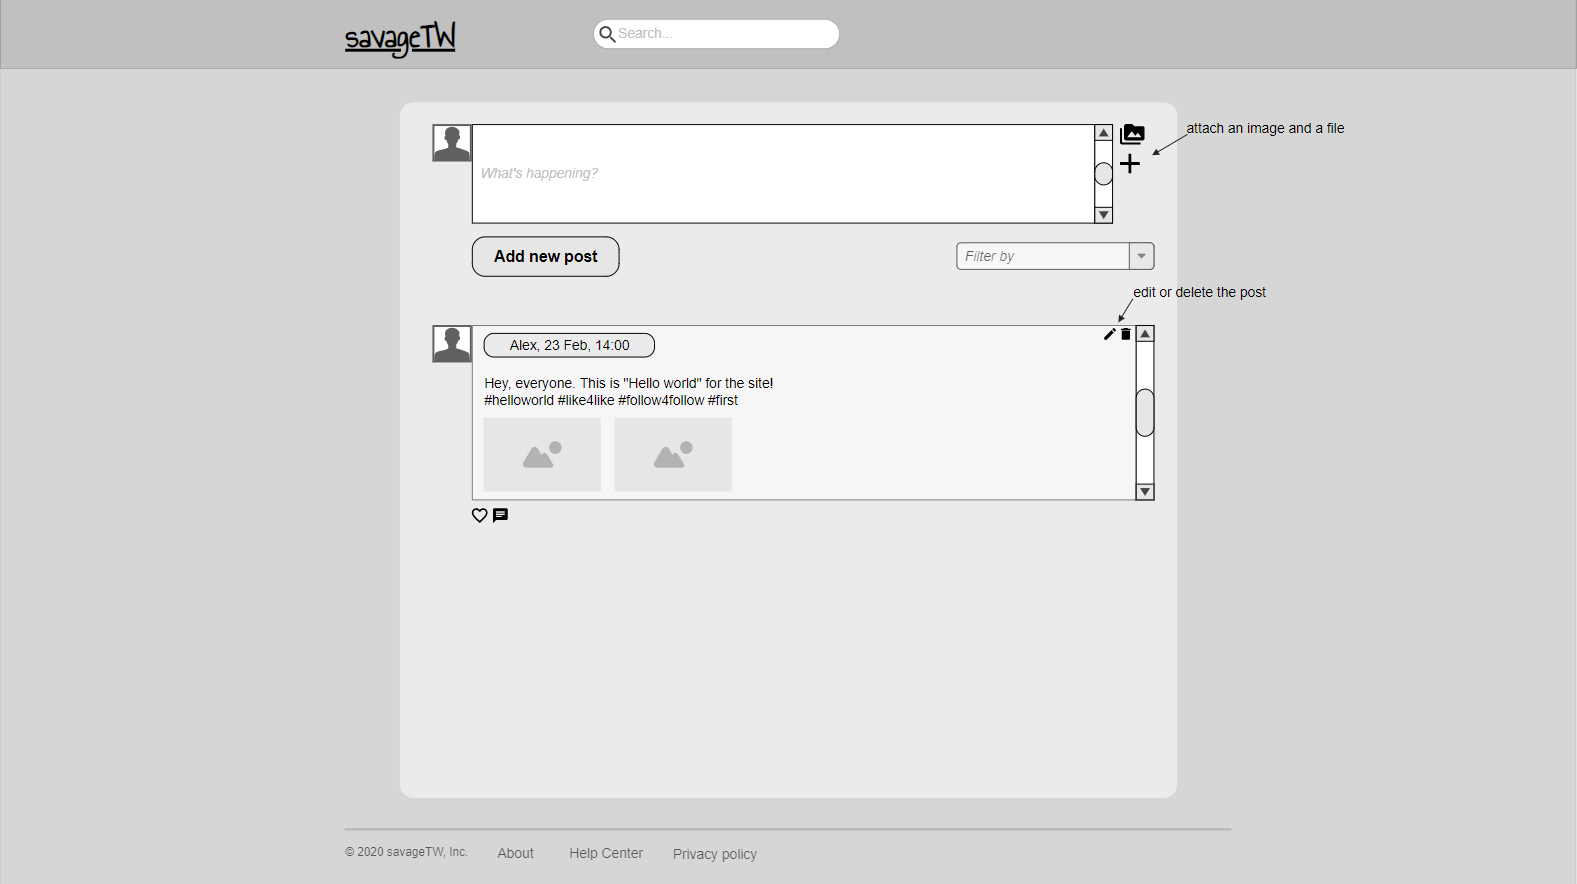 savageTW
Search...
attach an image and a file
What's happening?
Add new post
Filter by
edit or delete the post
Alex, 23 Feb, 14:00
Hey, everyone. This is "Hello world" for the site!
#helloworld #like4like #follow4follow #first
© 2020 savageTW, Inc.
About
Help Center
Privacy policy